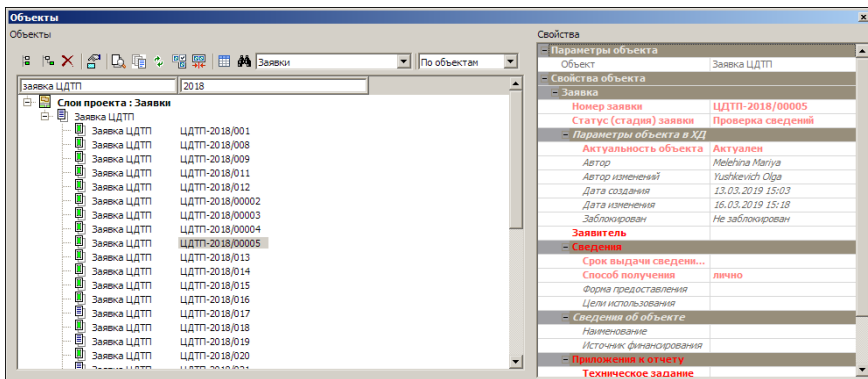 Объекты
Объекты
Заявки
По объектам
заявка ЦДТП 2018
Слои проекта : Заявки
Заявка ЦДТП
Заявка ЦДТП ЦДТП-2018/001
Заявка ЦДТП ЦДТП-2018/008
Заявка ЦДТП ЦДТП-2018/009
Заявка ЦДТП ЦДТП-2018/011
Заявка ЦДТП ЦДТП-2018/012
Заявка ЦДТП ЦДТП-2018/00002
Заявка ЦДТП ЦДТП-2018/00003
Заявка ЦДТП ЦДТП-2018/00004
Заявка ЦДТП ЦДТП-2018/00005
Заявка ЦДТП ЦДТП-2018/013
Заявка ЦДТП ЦДТП-2018/014
Заявка ЦДТП ЦДТП-2018/015
Заявка ЦДТП ЦДТП-2018/016
Заявка ЦДТП ЦДТП-2018/017
Заявка ЦДТП ЦДТП-2018/018
Заявка ЦДТП ЦДТП-2018/019
Заявка ЦДТП ЦДТП-2018/020
Свойства
Параметры объекта
Объект Заявка ЦДТП
Свойства объекта
Заявка
Номер заявки ЦДТП-2018/00005
Статус (стадия) заявки Проверка сведений
Параметры объекта в ХД
Актуальность объекта Актуален
Автор Melehina Mariya
Автор изменений Yushkevich Olga
Дата создания 13.03.2019 15:03
Дата изменения 16.03.2019 15:18
Заблокирован Не заблокирован
Заявитель
Сведения
Срок выдачи сведени...
Способ получения лично
Форма предоставления
Цели использования
Сведения об объекте
Наименование
Источник финансирования
Приложения к отчету
Техническое задание